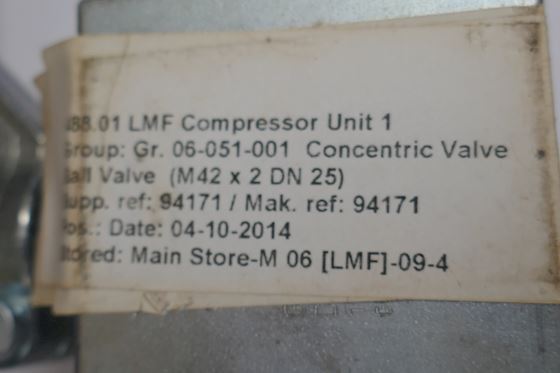 488.01 LMF Compressor Unit 1
Group: Gr. 06-051-001 Concentric Valve
Ball Valve (M42 x 2 DN 25)
Supp. ref: 94171 / Mak. ref: 94171
Pos.: Date: 04-10-2014
Stored: Main Store-M 06 [LMF]-09-4